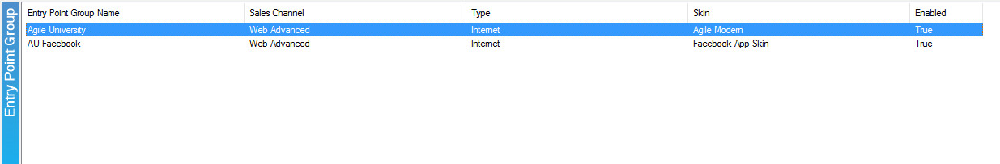 Entry Point Group
Entry Point Group Name Sales Channel Type Skin Enabled
Agile University Web Advanced Internet Agile Modern True
AU Facebook Web Advanced Internet Facebook App Skin True